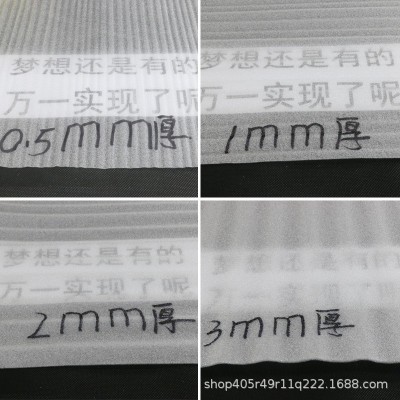 梦想还是有的
万一实现了呢
0.5mm厚
梦想还是有的
万一实现了呢
1mm厚
梦想还是有的
万一实现了呢
2mm厚
梦想还是有的
万一实现了呢
3mm厚
shop405r49r11q222.1688.com